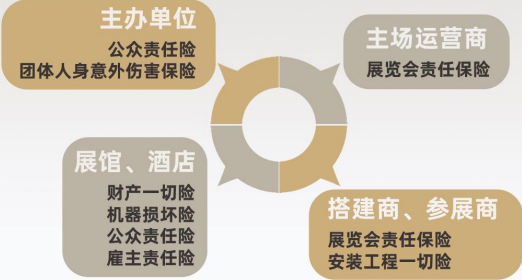 主办单位
公众责任险
团体人身意外伤害保险
主场运营商
展览会责任保险
展馆、酒店
财产一切险
机器损坏险
公众责任险
雇主责任险
搭建商、参展商
展览会责任保险
安装工程一切险